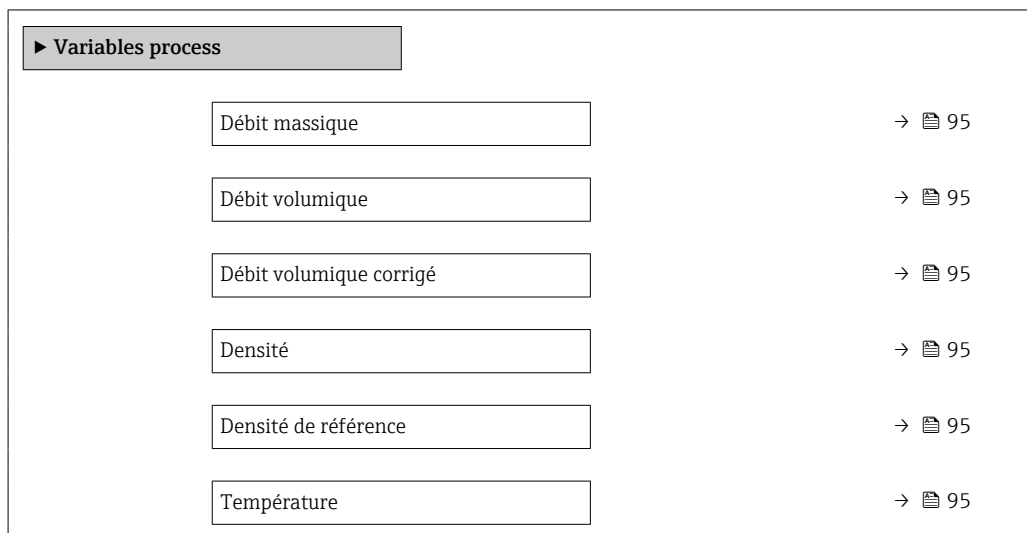 ▶ Variables process
Débit massique → 95
Débit volumique → 95
Débit volumique corrigé → 95
Densité → 95
Densité de référence → 95
Température → 95